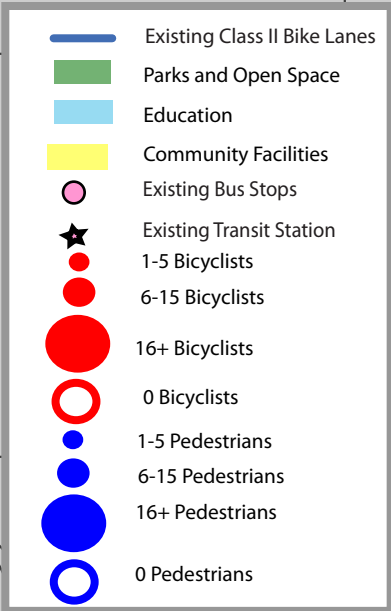 Existing Class II Bike Lanes
Parks and Open Space
Education
Community Facilities
Existing Bus Stops
Existing Transit Station
1-5 Bicyclists
6-15 Bicyclists
16+ Bicyclists
0 Bicyclists
1-5 Pedestrians
6-15 Pedestrians
16+ Pedestrians
0 Pedestrians